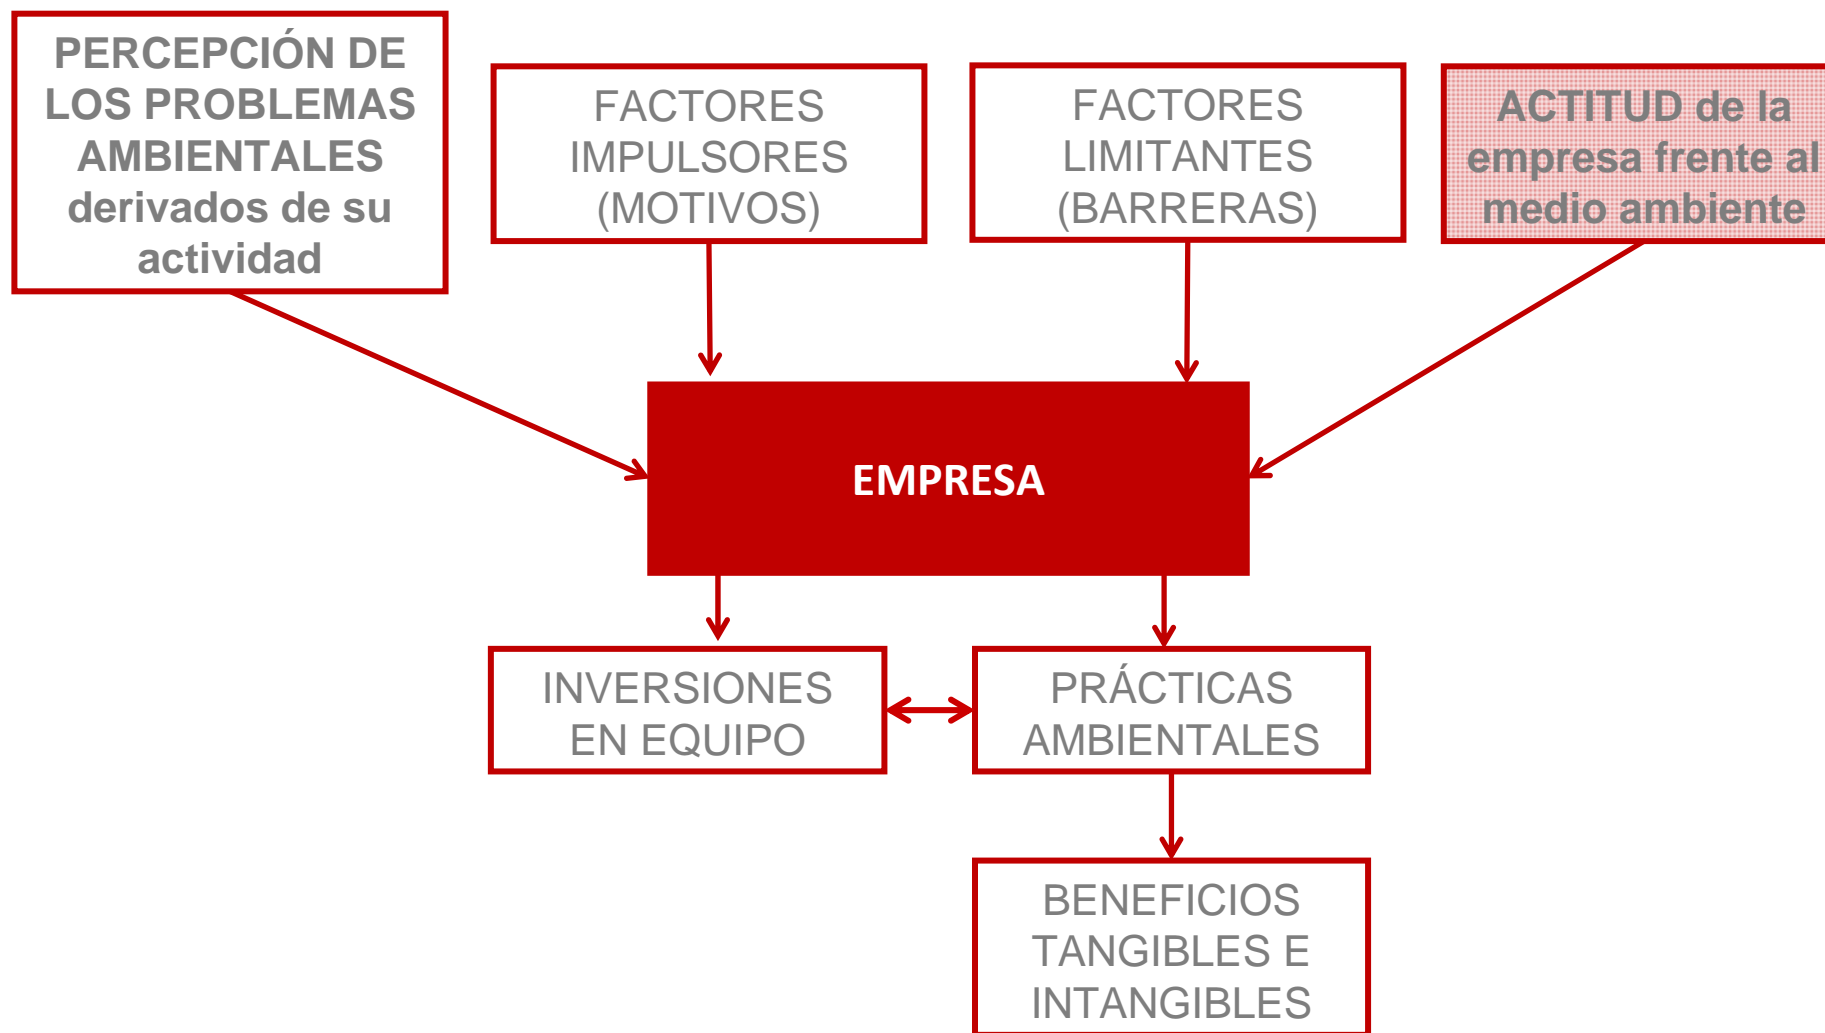 PERCEPCIÓN DE
LOS PROBLEMAS
AMBIENTALES
derivados de su
actividad
FACTORES
IMPULSORES
(MOTIVOS)
FACTORES
LIMITANTES
(BARRERAS)
ACTITUD de la
empresa frente al
medio ambiente
EMPRESA
INVERSIONES
EN EQUIPO
PRÁCTICAS
AMBIENTALES
BENEFICIOS
TANGIBLES E
INTANGIBLES